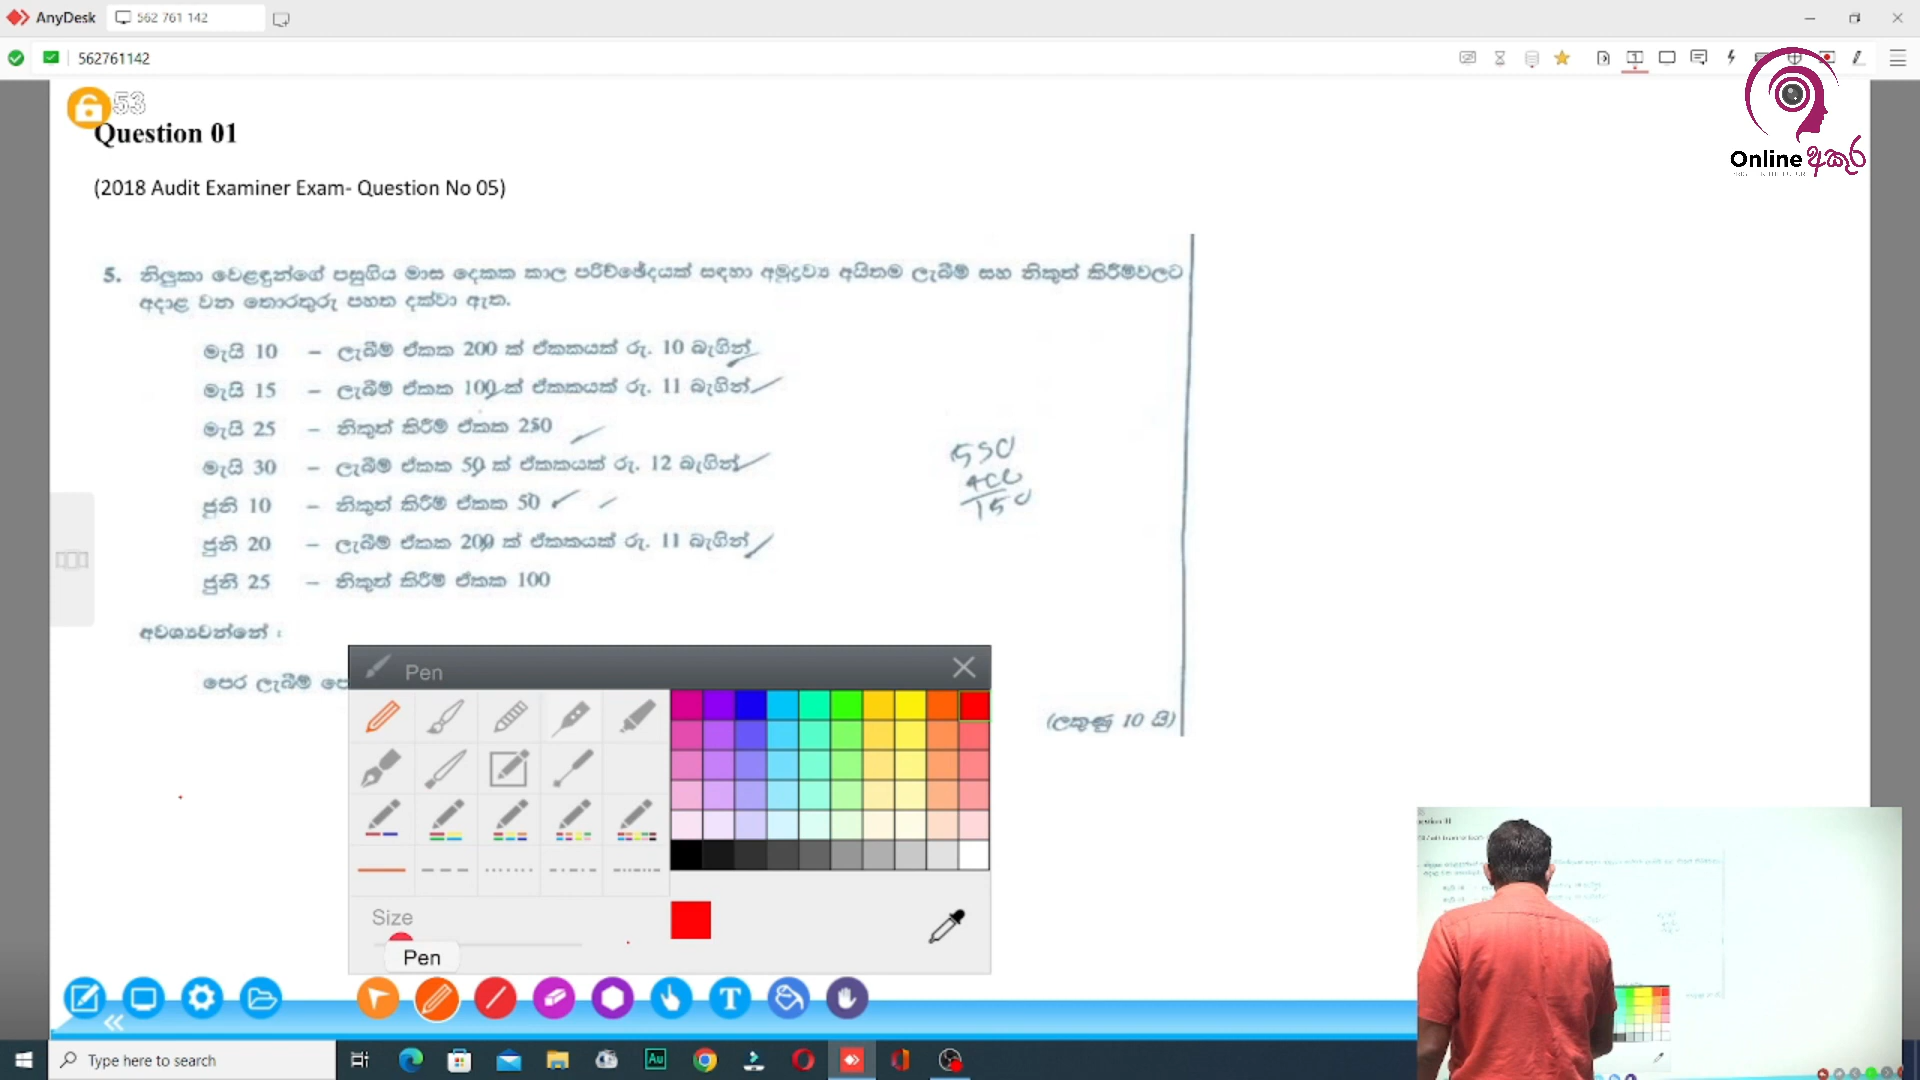 AnyDesk
562 761 142
562761142
Online අකුර
53
Question 01
(2018 Audit Examiner Exam- Question No 05)
5. නිලුකා වෙළඳුන්ගේ පසුගිය මාස දෙකක කාල පරිච්ඡේදයක් සඳහා අමුද්‍රව්‍ය අයිතම ලැබීම් සහ නිකුත් කිරීම්වලට
අදාළ වන තොරතුරු පහත දක්වා ඇත.
මැයි 10 – ලැබීම් ඒකක 200 ක් ඒකකයක් රු. 10 බැගින්
මැයි 15 – ලැබීම් ඒකක 100 ක් ඒකකයක් රු. 11 බැගින්
මැයි 25 – නිකුත් කිරීම් ඒකක 250
මැයි 30 – ලැබීම් ඒකක 50 ක් ඒකකයක් රු. 12 බැගින්
ජූනි 10 – නිකුත් කිරීම් ඒකක 50
ජූනි 20 – ලැබීම් ඒකක 200 ක් ඒකකයක් රු. 11 බැගින්
ජූනි 25 – නිකුත් කිරීම් ඒකක 100
550
400
150
අවශ්‍යවන්නේ :
පෙර ලැබීම් පෙ
(ලකුණු 10 යි)
Pen
Size
Pen
Type here to search